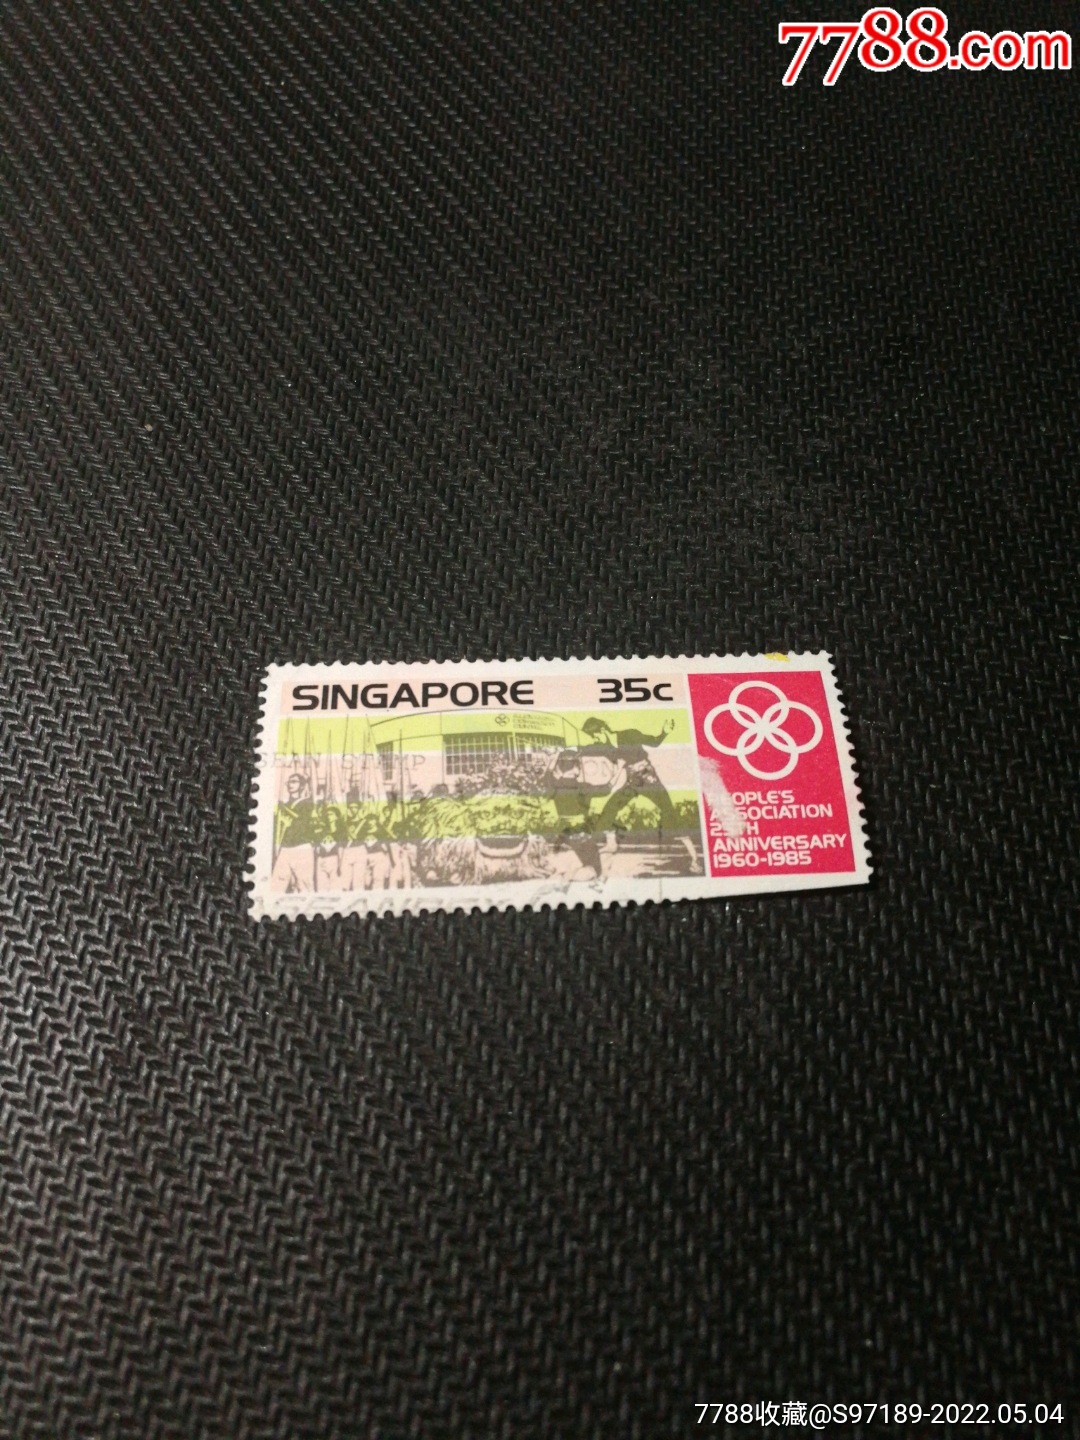 7788.com
SINGAPORE 35c
STAMP
PEOPLE'S
ASSOCIATION
25TH
ANNIVERSARY
1960-1985
7788收藏@S97189-2022.05.04